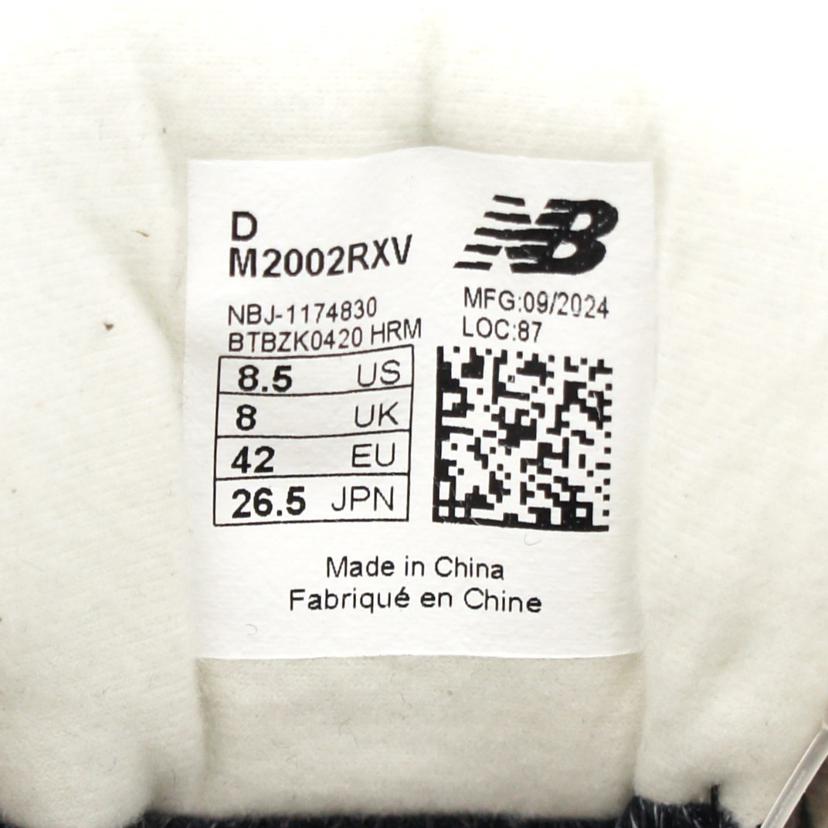 D
M2002RXV
NB
NBJ-1174830
BTBZK0420 HRM
MFG:09/2024
LOC:87
8.5 US
8 UK
42 EU
26.5 JPN
Made in China
Fabriqué en Chine